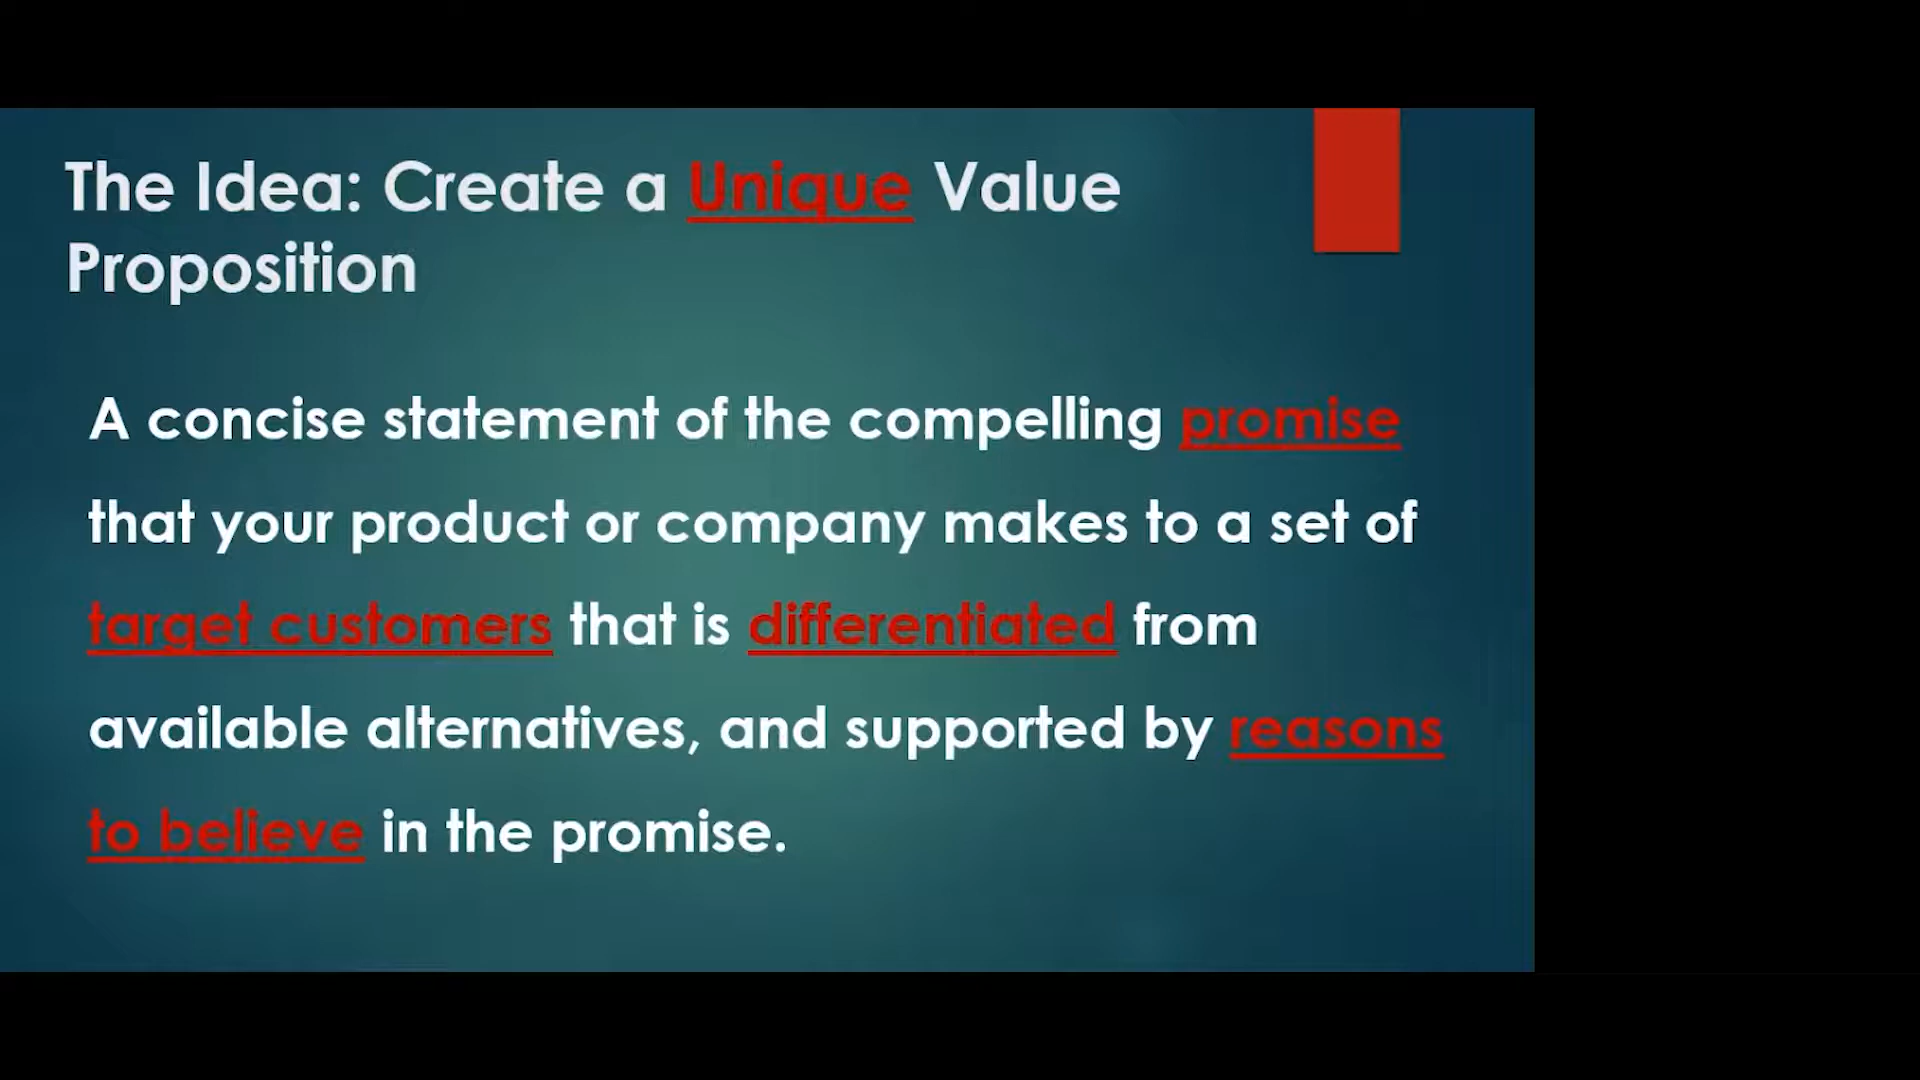 The Idea: Create a Unique Value
Proposition
A concise statement of the compelling promise
that your product or company makes to a set of
target customers that is differentiated from
available alternatives, and supported by reasons
to believe in the promise.